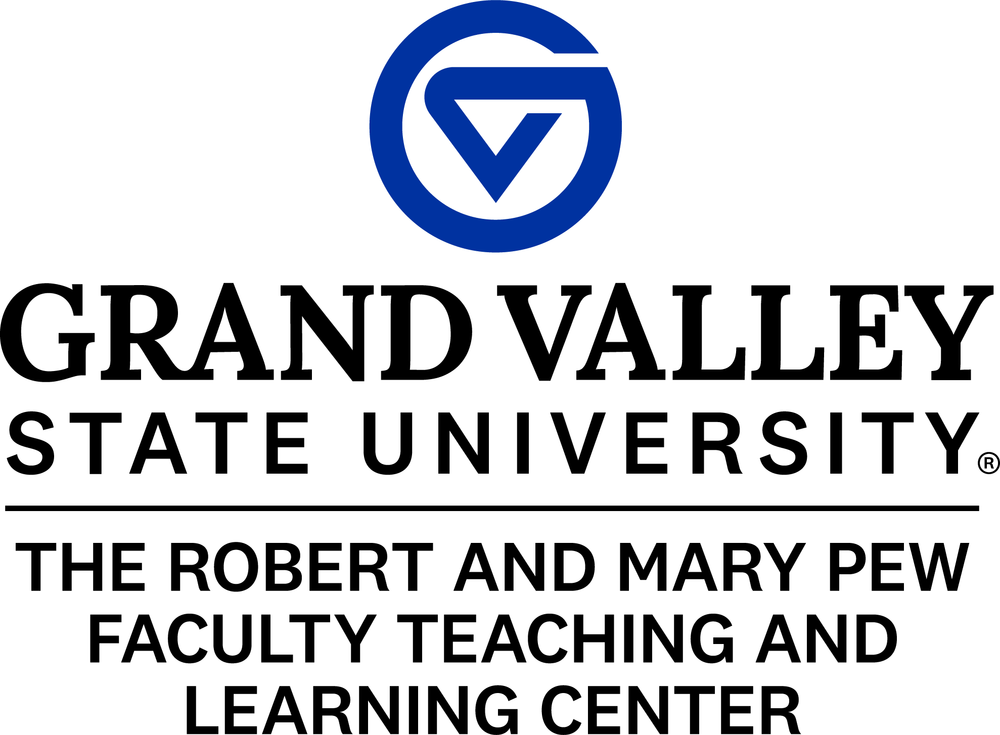 GRAND VALLEY
STATE UNIVERSITY®
THE ROBERT AND MARY PEW
FACULTY TEACHING AND
LEARNING CENTER